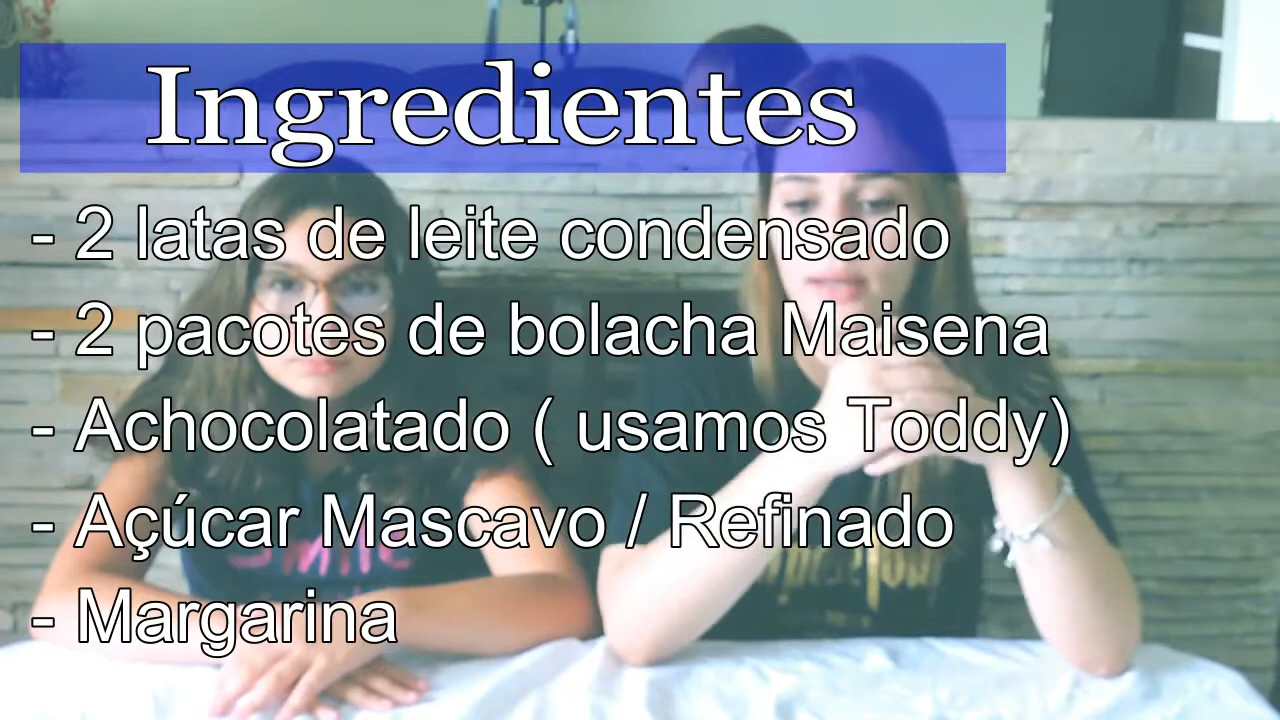 Ingredientes
- 2 latas de leite condensado
- 2 pacotes de bolacha Maisena
- Achocolatado ( usamos Toddy)
- Açúcar Mascavo / Refinado
- Margarina